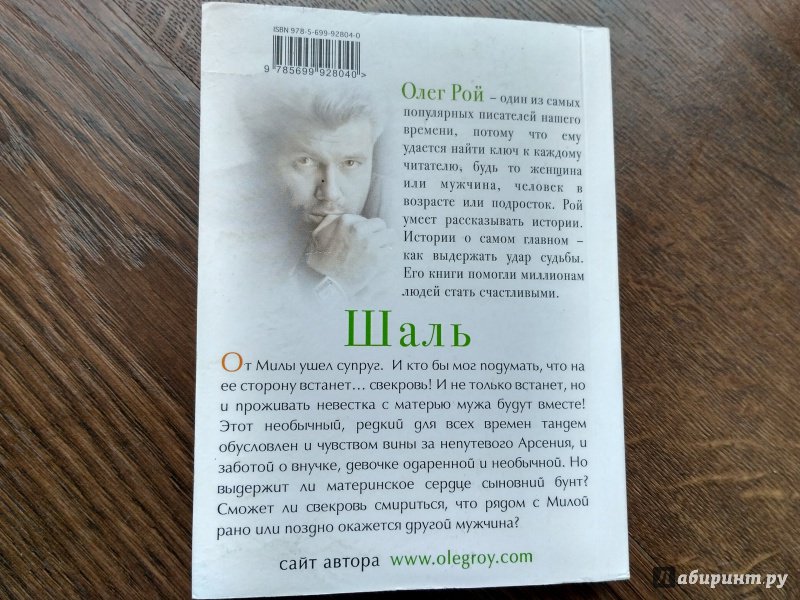 ISBN 978-5-699-92804-0
9 785699 928040>
Олег Рой – один из самых
популярных писателей нашего
времени, потому что ему
удается найти ключ к каждому
читателю, будь то женщина
или мужчина, человек в
возрасте или подросток. Рой
умеет рассказывать истории.
Истории о самом главном –
как выдержать удар судьбы.
Его книги помогли миллионам
людей стать счастливыми.
Шаль
От Милы ушел супруг. И кто бы мог подумать, что на
ее сторону встанет... свекровь! И не только встанет, но
и проживать невестка с матерью мужа будут вместе!
Этот необычный, редкий для всех времен тандем
обусловлен и чувством вины за непутевого Арсения, и
заботой о внучке, девочке одаренной и необычной. Но
выдержит ли материнское сердце сыновний бунт?
Сможет ли свекровь смириться, что рядом с Милой
рано или поздно окажется другой мужчина?
сайт автора www.olegroy.com
Лабиринт.ру